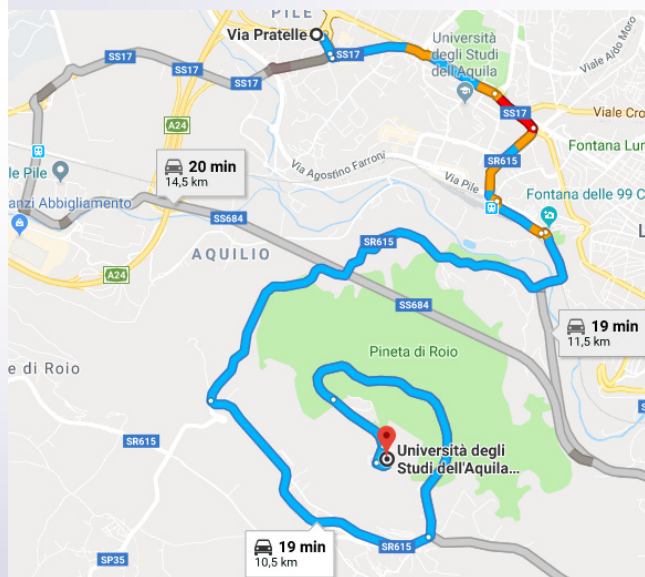 PILE
Via Pratelle
SS17
SS17
SS17
SS17
Università
degli Studi
dell'Aquila
Viale Aldo Moro
Viale Cro
SS17
A24
Fontana Lum
SR615
Via Agostino Farroni
Via Pile
le Pile
20 min
14,5 km
Fontana delle 99 C
anzi Abbigliamento
SS684
SR615
L
AQUILIO
A24
SS684
19 min
11,5 km
Pineta di Roio
e di Roio
S
SR615
Università degli
Studi dell'Aquila...
19 min
10,5 km
SR615
SP35